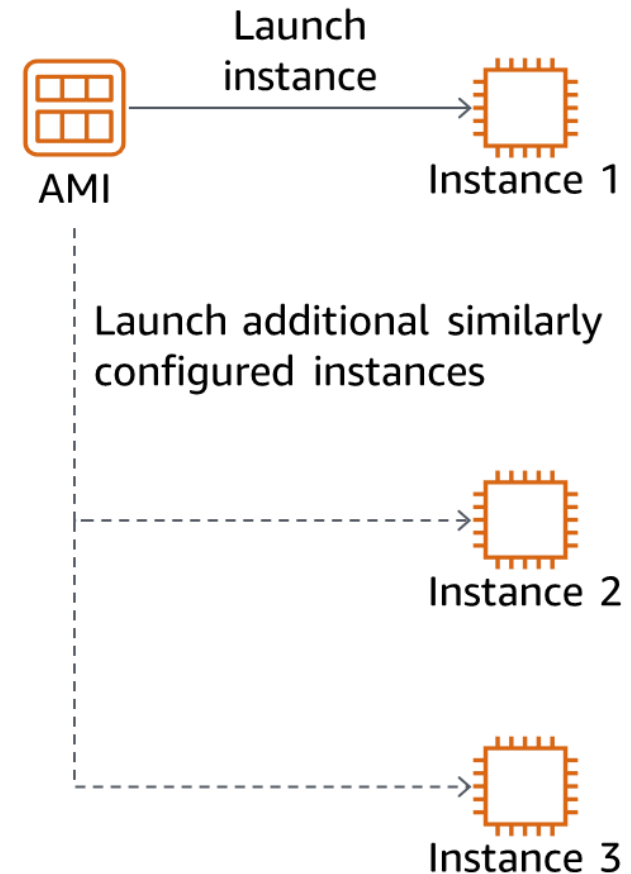 Launch
instance
AMI
Instance 1
Launch additional similarly
configured instances
Instance 2
Instance 3